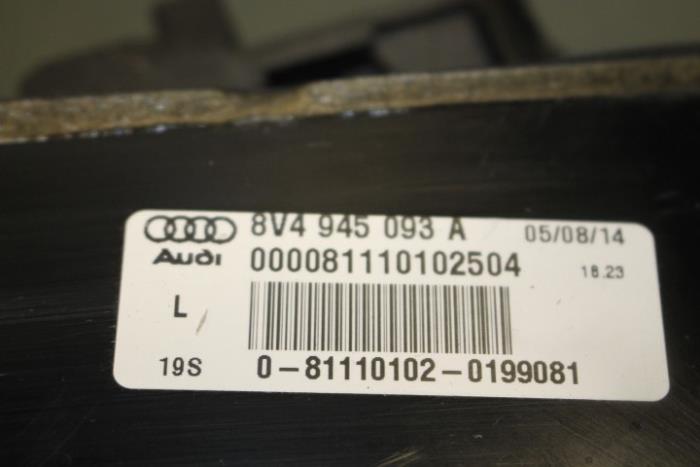 8V4 945 093 A 05/08/14
Audi 000081110102504 18.23
L
19S 0-81110102-0199081